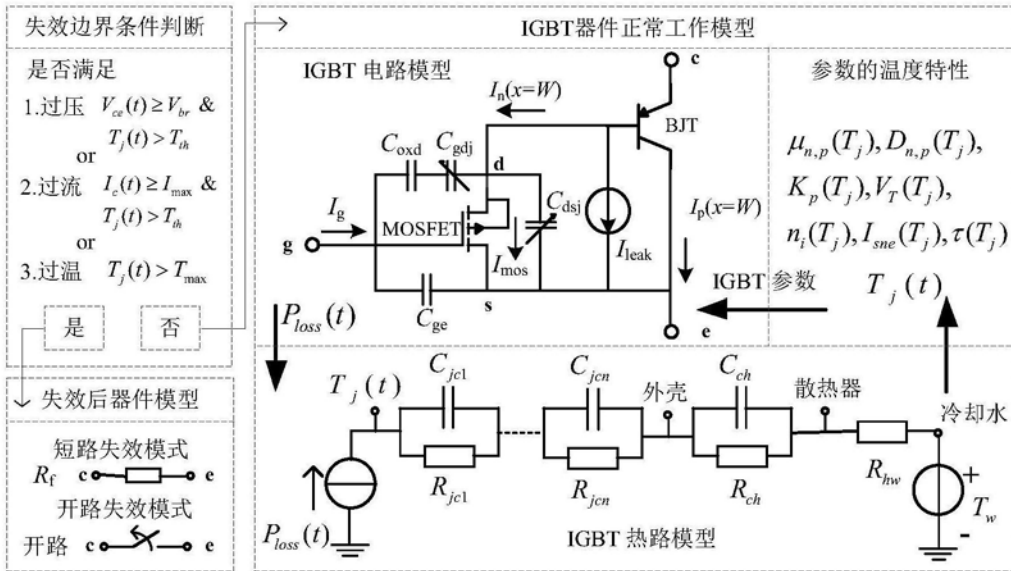 失效边界条件判断
是否满足
1.过压 V_ce(t) ≥ V_br &
T_j(t) > T_th
or
2.过流 I_c(t) ≥ I_max &
T_j(t) > T_th
or
3.过温 T_j(t) > T_max
是
否
失效后器件模型
短路失效模式
R_f c e
开路失效模式
开路 c e
IGBT器件正常工作模型
IGBT 电路模型
c
I_n(x=W)
BJT
C_oxd
C_gdj
d
C_dsj
I_g
MOSFET
g
I_mos
I_leak
I_p(x=W)
C_ge
s
e
参数的温度特性
μ_n,p(T_j), D_n,p(T_j),
K_p(T_j), V_T(T_j),
n_i(T_j), I_sne(T_j), τ(T_j)
IGBT 参数
T_j(t)
P_loss(t)
T_j(t)
C_jc1
C_jcn
外壳
C_ch
散热器
冷却水
R_jc1
R_jcn
R_ch
R_hw
+
T_w
-
P_loss(t)
IGBT 热路模型